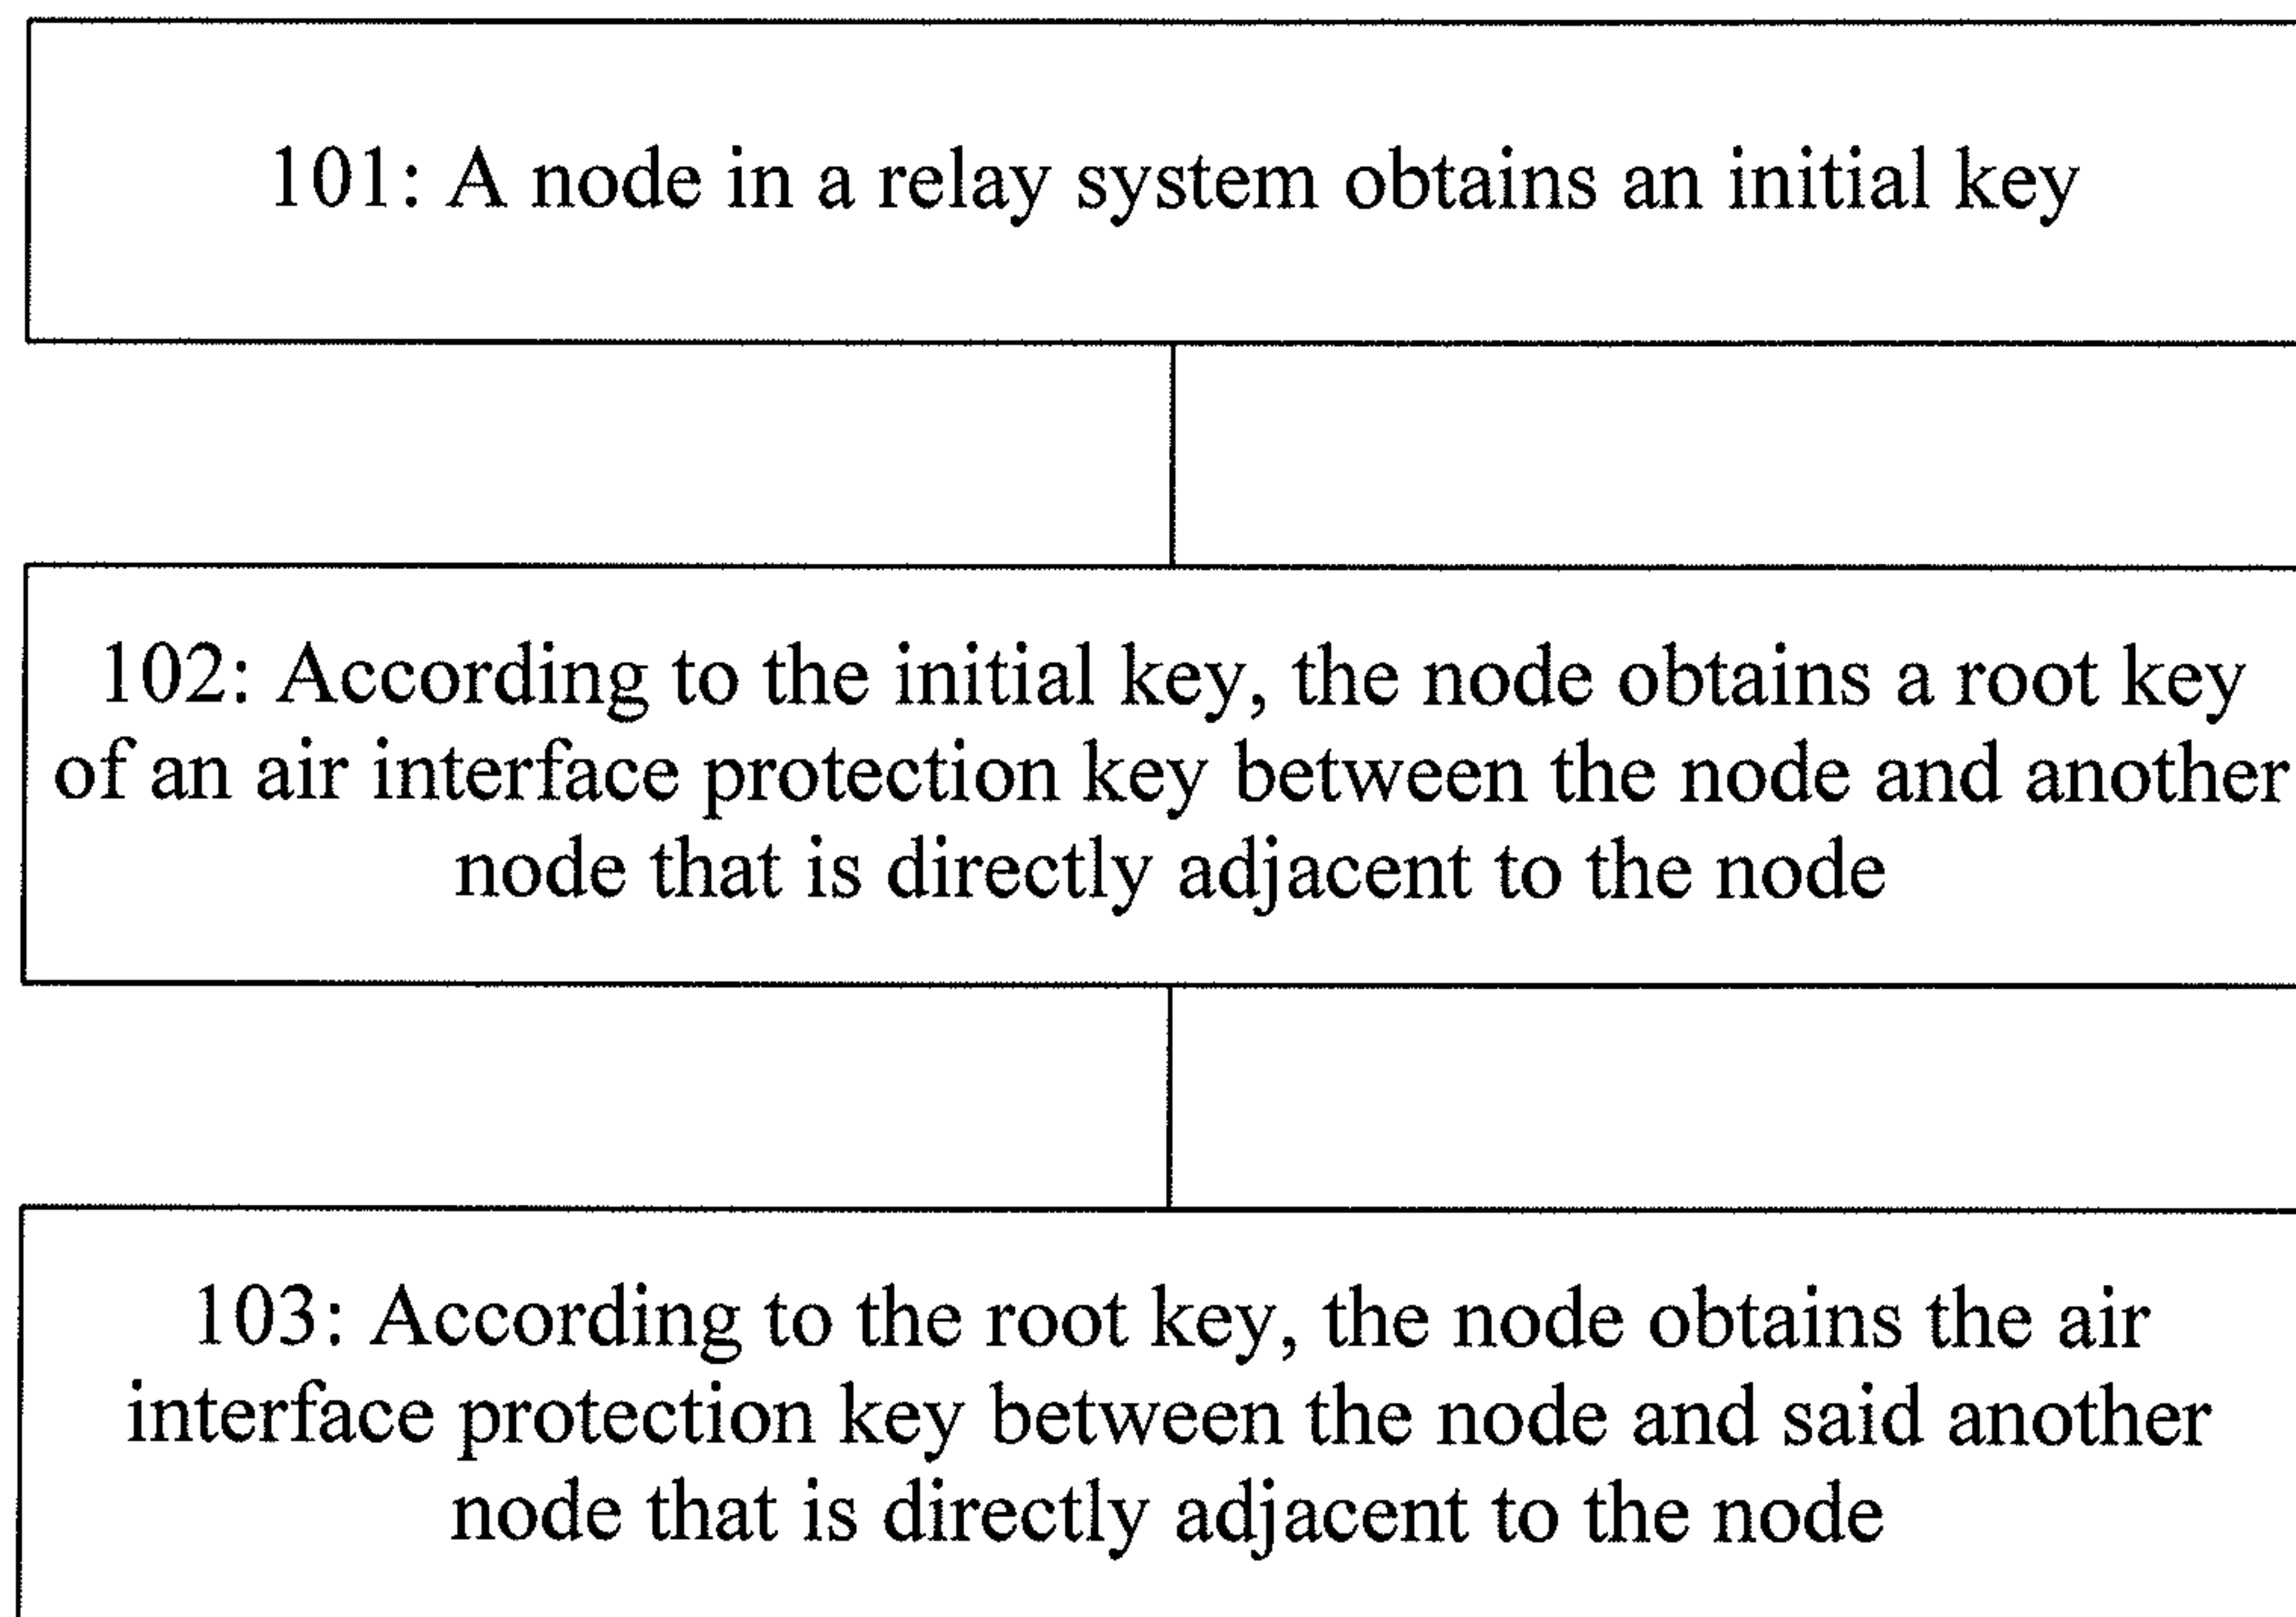 101: A node in a relay system obtains an initial key
102: According to the initial key, the node obtains a root key
of an air interface protection key between the node and another
node that is directly adjacent to the node
103: According to the root key, the node obtains the air
interface protection key between the node and said another
node that is directly adjacent to the node